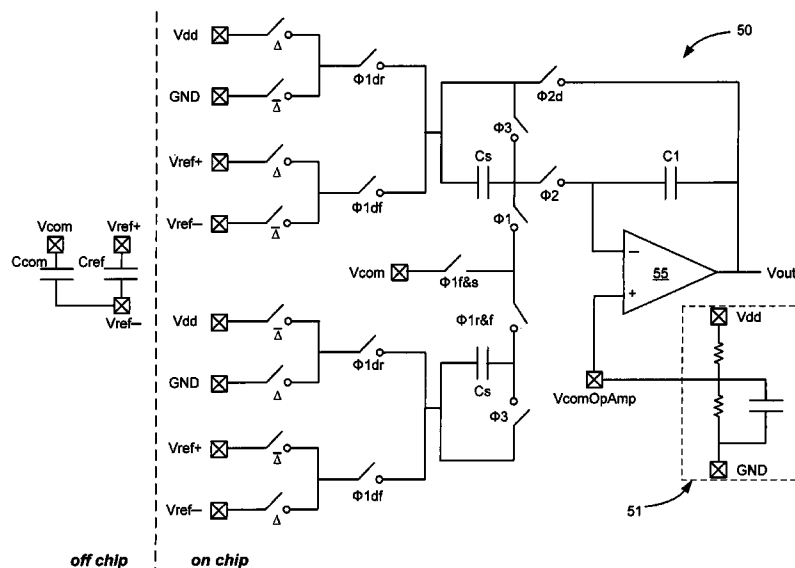 Vdd
Δ
Φ1dr
GND
Δ̅
Vref+
Δ
Φ1df
Vref–
Δ̅
Φ3
Cs
Φ2d
Φ2
C1
Φ1
50
55
–
+
Vout
Vcom
Vref+
Ccom
Cref
Vref–
Vcom
Φ1f&s
Φ1r&f
Vdd
Δ̅
Φ1dr
GND
Δ
Vref+
Δ̅
Φ1df
Vref–
Δ
Cs
Φ3
VcomOpAmp
Vdd
GND
51
off chip
on chip